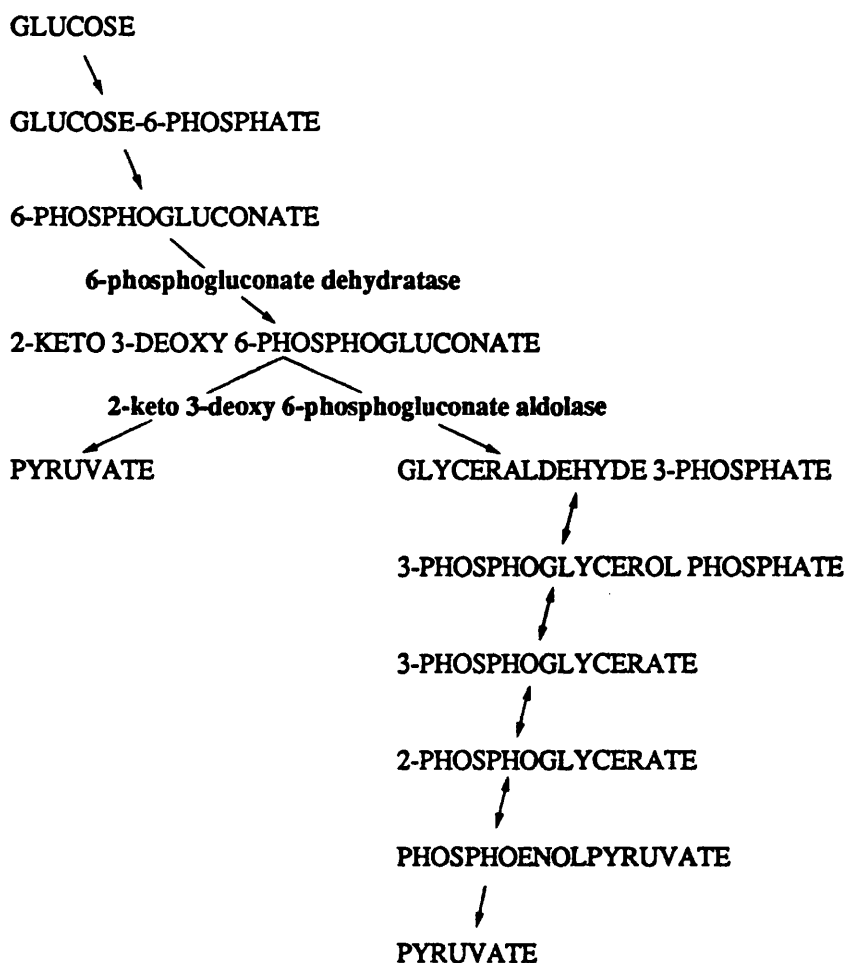 GLUCOSE
GLUCOSE-6-PHOSPHATE
6-PHOSPHOGLUCONATE
6-phosphogluconate dehydratase
2-KETO 3-DEOXY 6-PHOSPHOGLUCONATE
2-keto 3-deoxy 6-phosphogluconate aldolase
PYRUVATE
GLYCERALDEHYDE 3-PHOSPHATE
3-PHOSPHOGLYCEROL PHOSPHATE
3-PHOSPHOGLYCERATE
2-PHOSPHOGLYCERATE
PHOSPHOENOLPYRUVATE
PYRUVATE